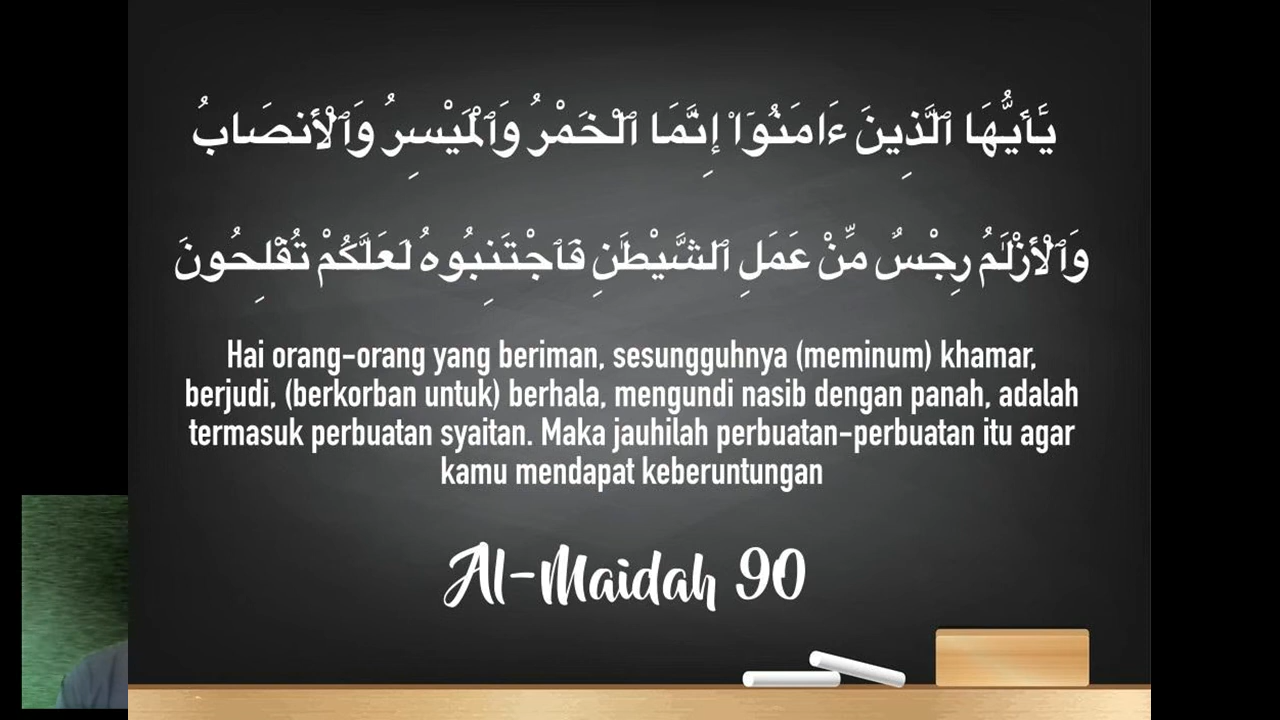 يَٰٓأَيُّهَا ٱلَّذِينَ ءَامَنُوٓا۟ إِنَّمَا ٱلْخَمْرُ وَٱلْمَيْسِرُ وَٱلْأَنصَابُ
وَٱلْأَزْلَٰمُ رِجْسٌ مِّنْ عَمَلِ ٱلشَّيْطَٰنِ فَٱجْتَنِبُوهُ لَعَلَّكُمْ تُفْلِحُونَ
Hai orang-orang yang beriman, sesungguhnya (meminum) khamar,
berjudi, (berkorban untuk) berhala, mengundi nasib dengan panah, adalah
termasuk perbuatan syaitan. Maka jauhilah perbuatan-perbuatan itu agar
kamu mendapat keberuntungan
Al-Maidah 90